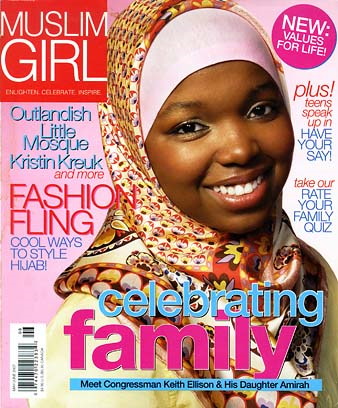 MUSLIM
GIRL
ENLIGHTEN. CELEBRATE. INSPIRE.
Outlandish
Little
Mosque
Kristin Kreuk
and more
FASHION
FLING
COOL WAYS
TO STYLE
HIJAB!
NEW:
VALUES
FOR LIFE!
plus!
teens
speak
up in
HAVE
YOUR
SAY!
take our
RATE
YOUR
FAMILY
QUIZ
celebrating
family
Meet Congressman Keith Ellison & His Daughter Amirah